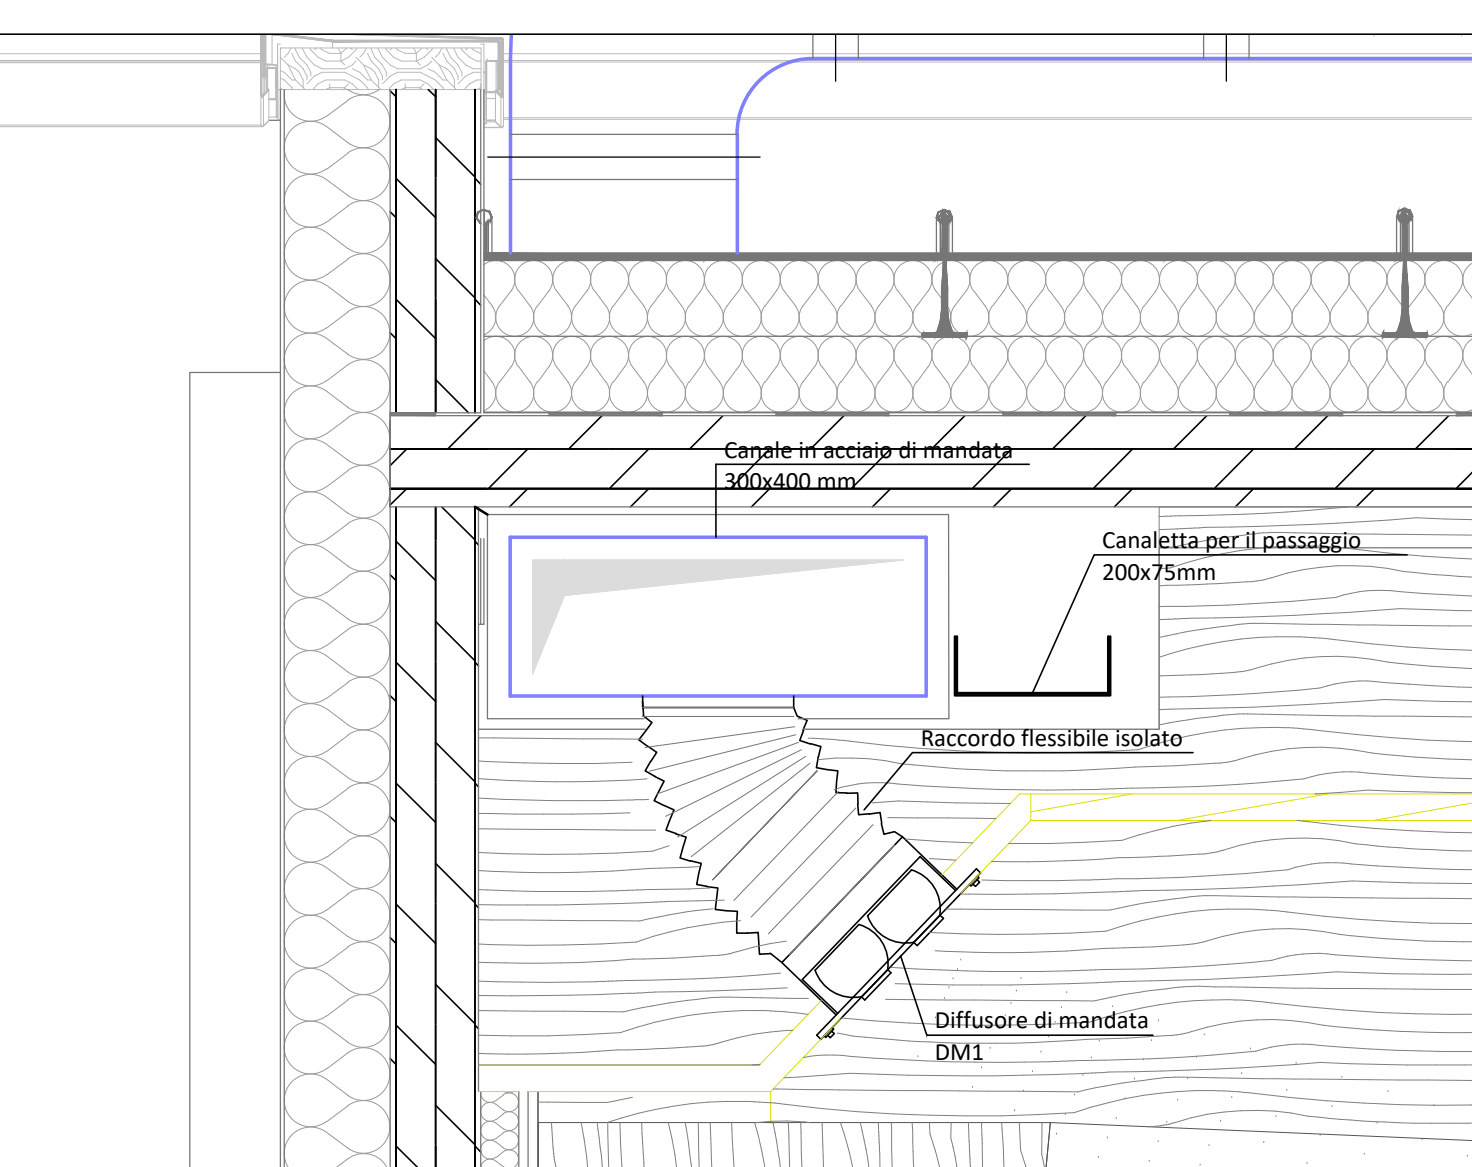 Canale in acciaio di mandata
300x400 mm
Canaletta per il passaggio
200x75mm
Raccordo flessibile isolato
Diffusore di mandata
DM1